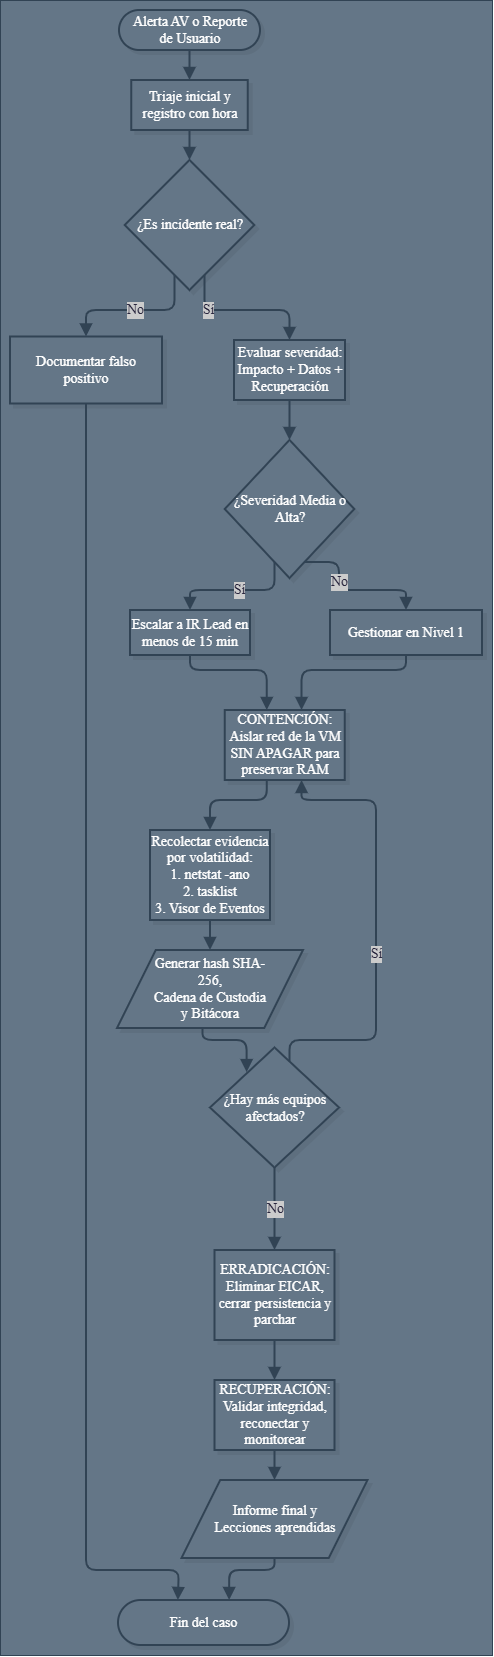 Alerta AV o Reporte
de Usuario
Triaje inicial y
registro con hora
¿Es incidente real?
No
Sí
Documentar falso
positivo
Evaluar severidad:
Impacto + Datos +
Recuperación
¿Severidad Media o
Alta?
Sí
No
Escalar a IR Lead en
menos de 15 min
Gestionar en Nivel 1
CONTENCIÓN:
Aislar red de la VM
SIN APAGAR para
preservar RAM
Recolectar evidencia
por volatilidad:
1. netstat -ano
2. tasklist
3. Visor de Eventos
Sí
Generar hash SHA-
256,
Cadena de Custodia
y Bitácora
¿Hay más equipos
afectados?
No
ERRADICACIÓN:
Eliminar EICAR,
cerrar persistencia y
parchar
RECUPERACIÓN:
Validar integridad,
reconectar y
monitorear
Informe final y
Lecciones aprendidas
Fin del caso